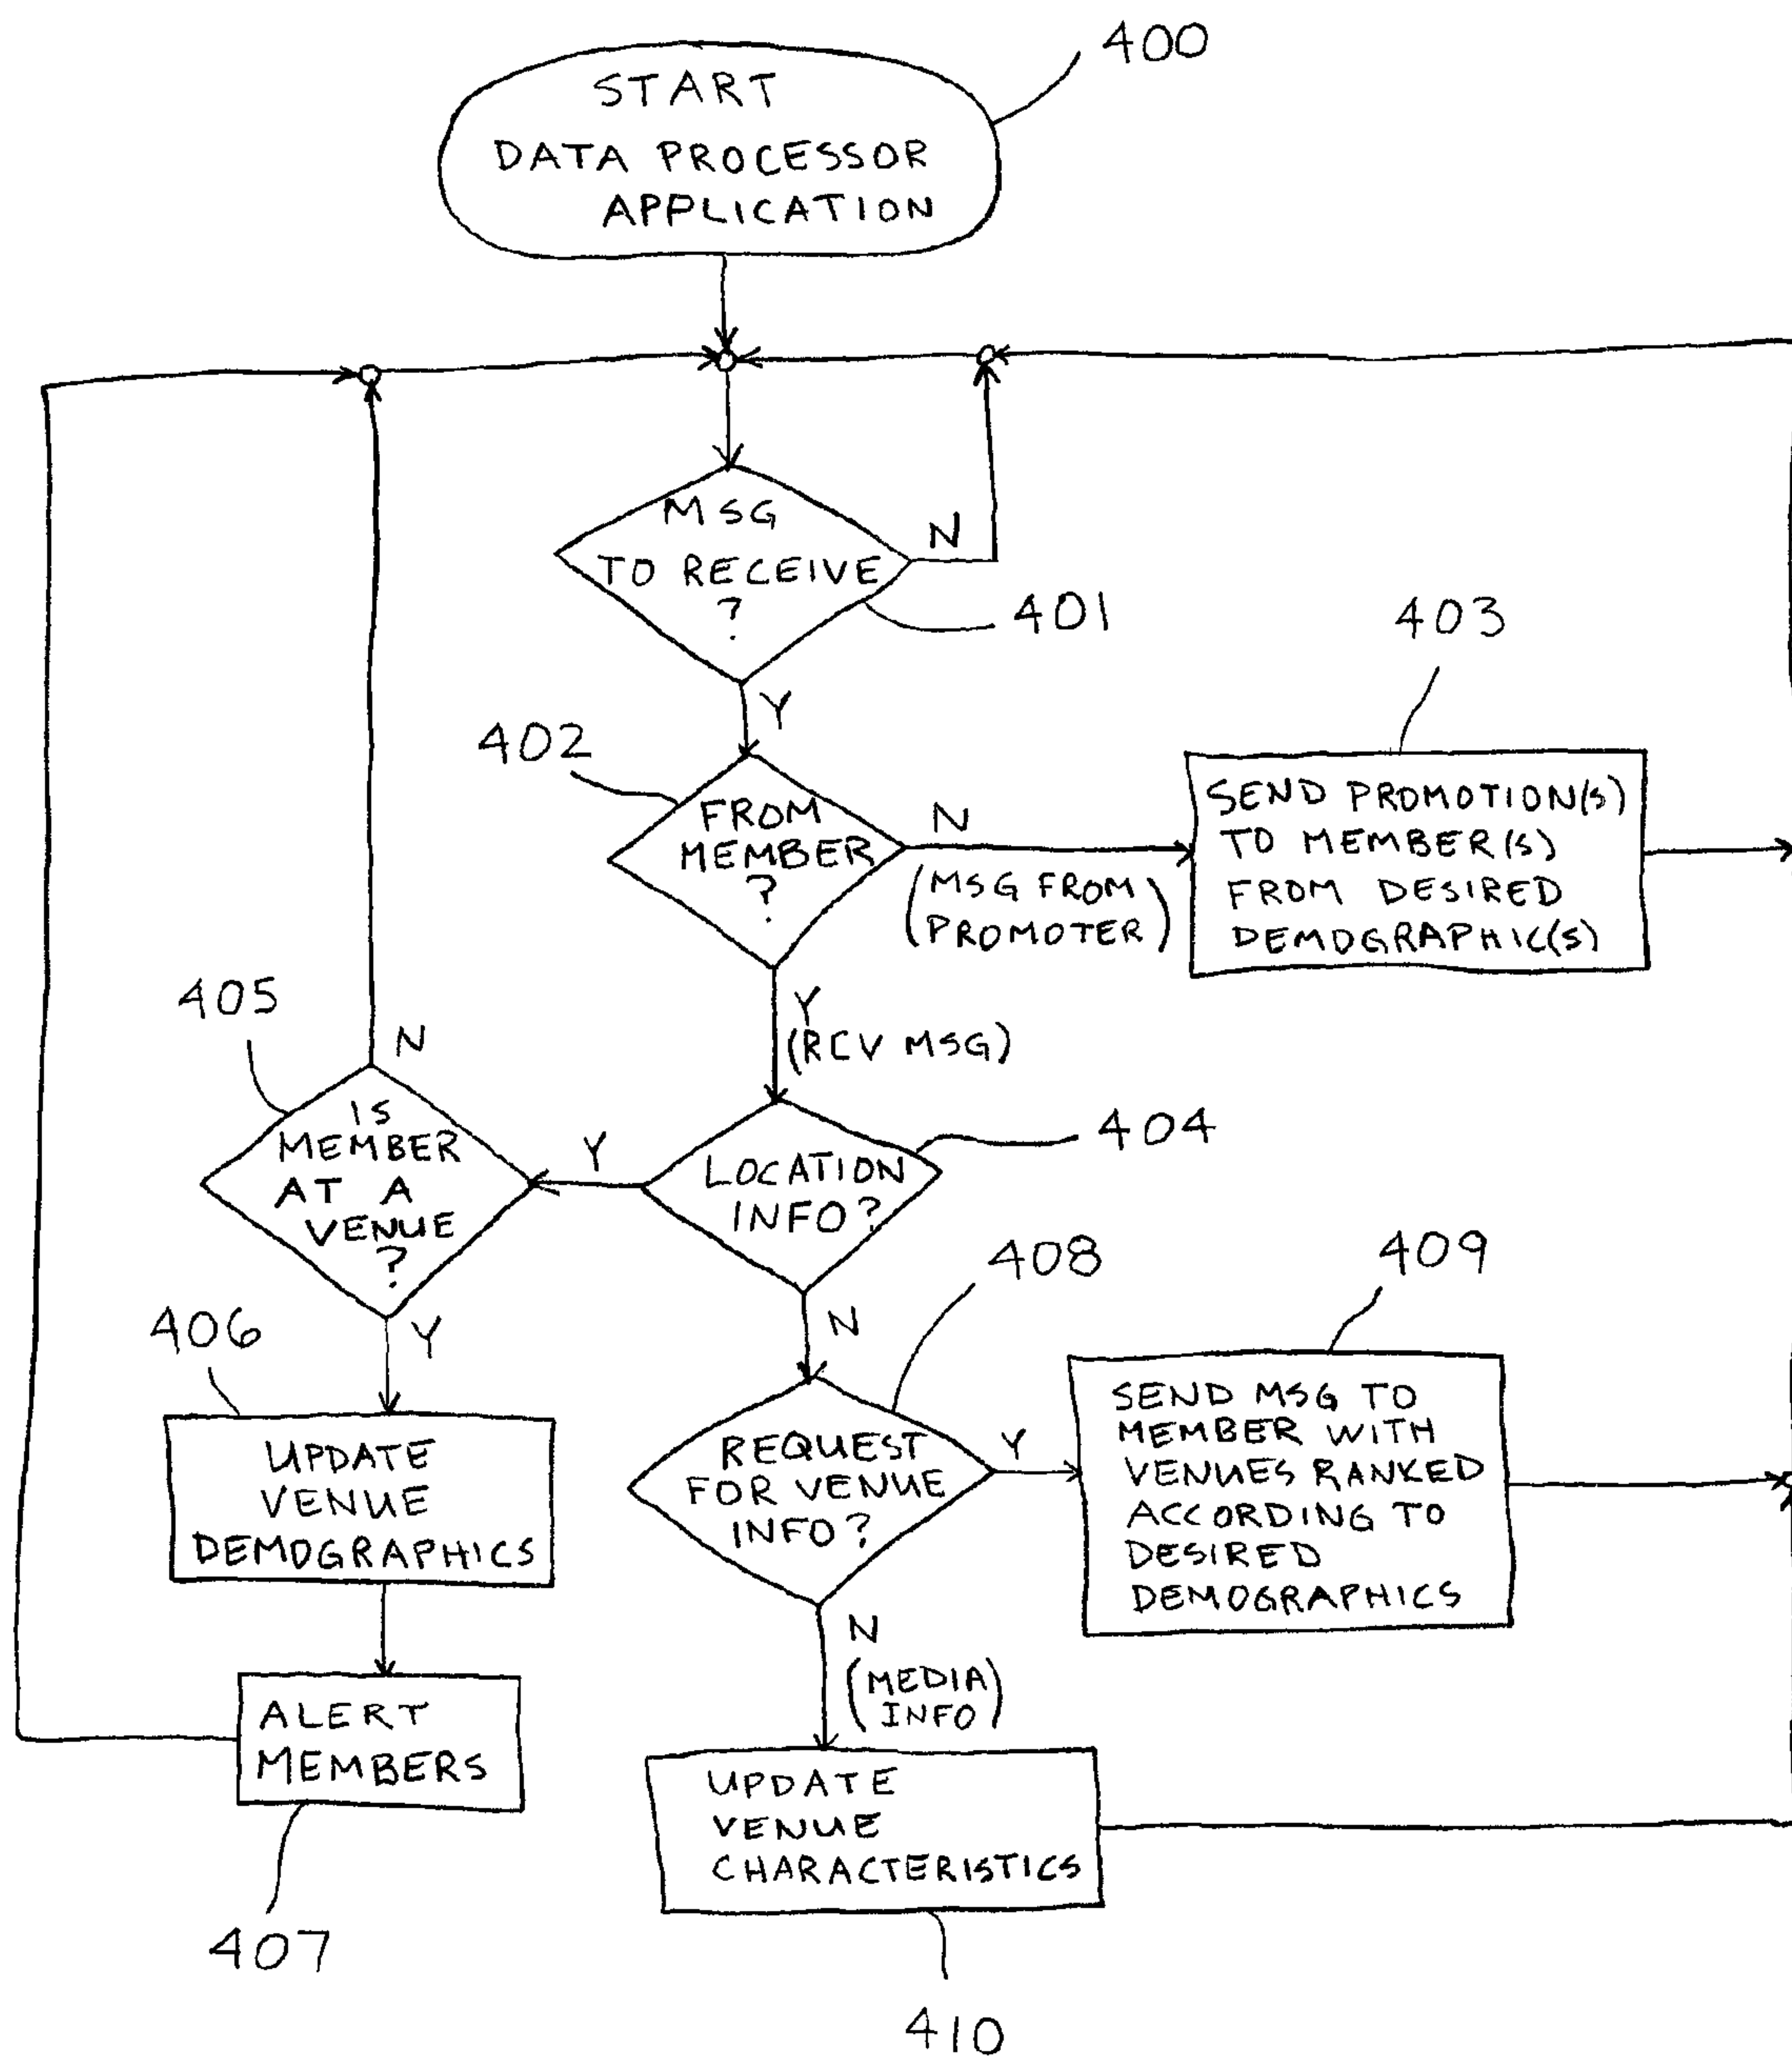 400
START
DATA PROCESSOR
APPLICATION
MSG
TO RECEIVE
?
N
401
Y
403
402
FROM
MEMBER
?
N
(MSG FROM
PROMOTER)
SEND PROMOTION(S)
TO MEMBER(S)
FROM DESIRED
DEMOGRAPHIC(S)
Y
(RCV MSG)
405
N
IS
MEMBER
AT A
VENUE
?
Y
404
LOCATION
INFO?
N
408
409
406
Y
UPDATE
VENUE
DEMOGRAPHICS
REQUEST
FOR VENUE
INFO?
Y
SEND MSG TO
MEMBER WITH
VENUES RANKED
ACCORDING TO
DESIRED
DEMOGRAPHICS
N
(MEDIA
INFO)
ALERT
MEMBERS
407
UPDATE
VENUE
CHARACTERISTICS
410